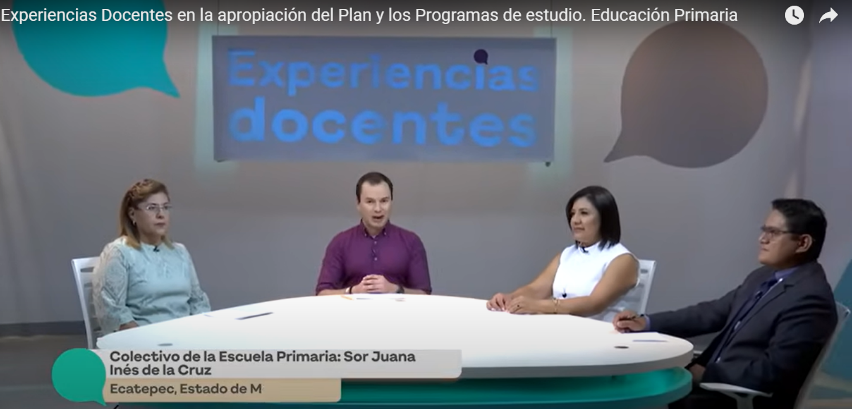 Experiencias Docentes en la apropiación del Plan y los Programas de estudio. Educación Primaria
Experiencias
docentes
Colectivo de la Escuela Primaria: Sor Juana
Inés de la Cruz
Ecatepec, Estado de M